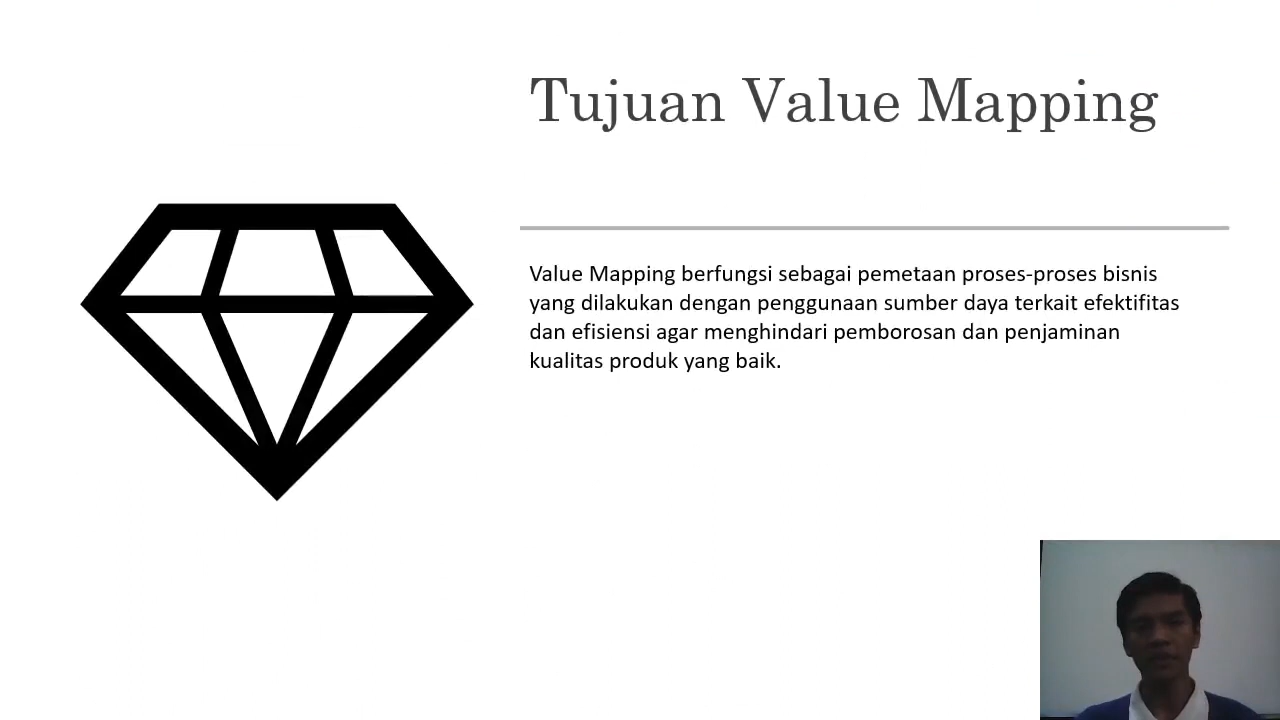 Tujuan Value Mapping
Value Mapping berfungsi sebagai pemetaan proses-proses bisnis
yang dilakukan dengan penggunaan sumber daya terkait efektifitas
dan efisiensi agar menghindari pemborosan dan penjaminan
kualitas produk yang baik.